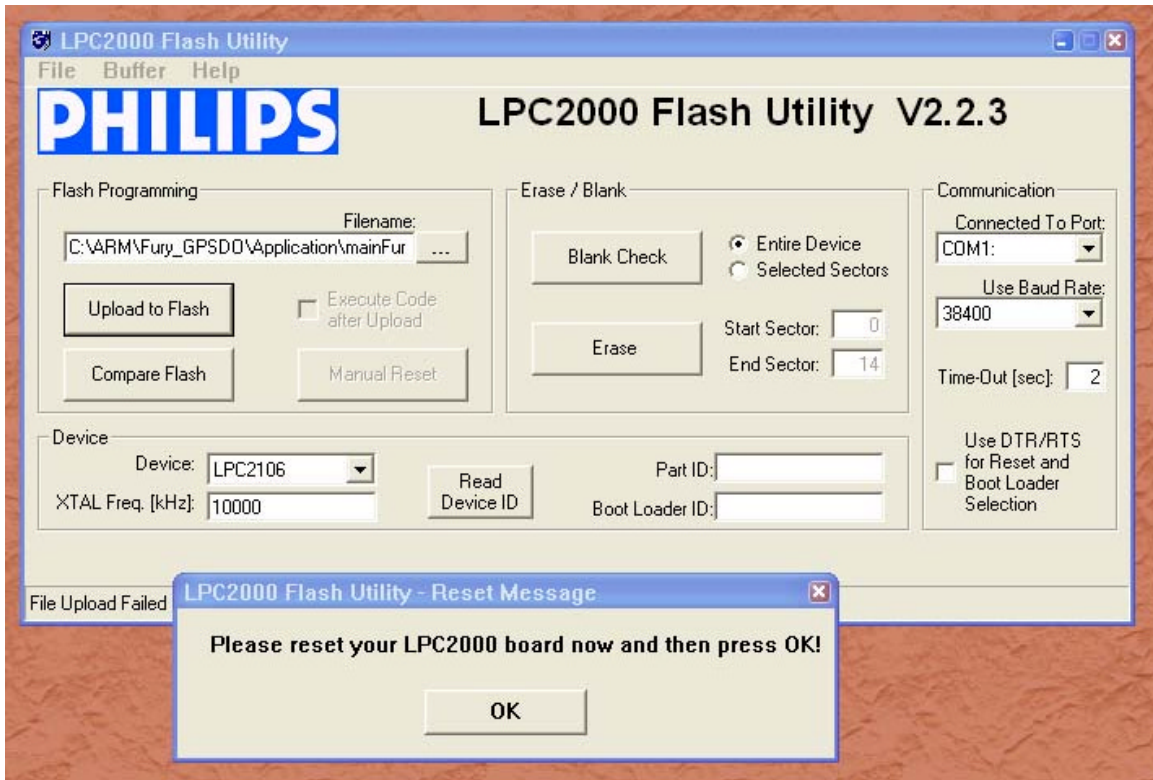 LPC2000 Flash Utility
File Buffer Help
PHILIPS
LPC2000 Flash Utility V2.2.3
Flash Programming
Filename:
C:\ARM\Fury_GPSDO\Application\mainFur
...
Upload to Flash
Execute Code
after Upload
Compare Flash
Manual Reset
Erase / Blank
Blank Check
Entire Device
Selected Sectors
Erase
Start Sector: 0
End Sector: 14
Communication
Connected To Port:
COM1:
Use Baud Rate:
38400
Time-Out [sec]: 2
Use DTR/RTS
for Reset and
Boot Loader
Selection
Device
Device: LPC2106
XTAL Freq. [kHz]: 10000
Read
Device ID
Part ID:
Boot Loader ID:
File Upload Failed
LPC2000 Flash Utility - Reset Message
Please reset your LPC2000 board now and then press OK!
OK